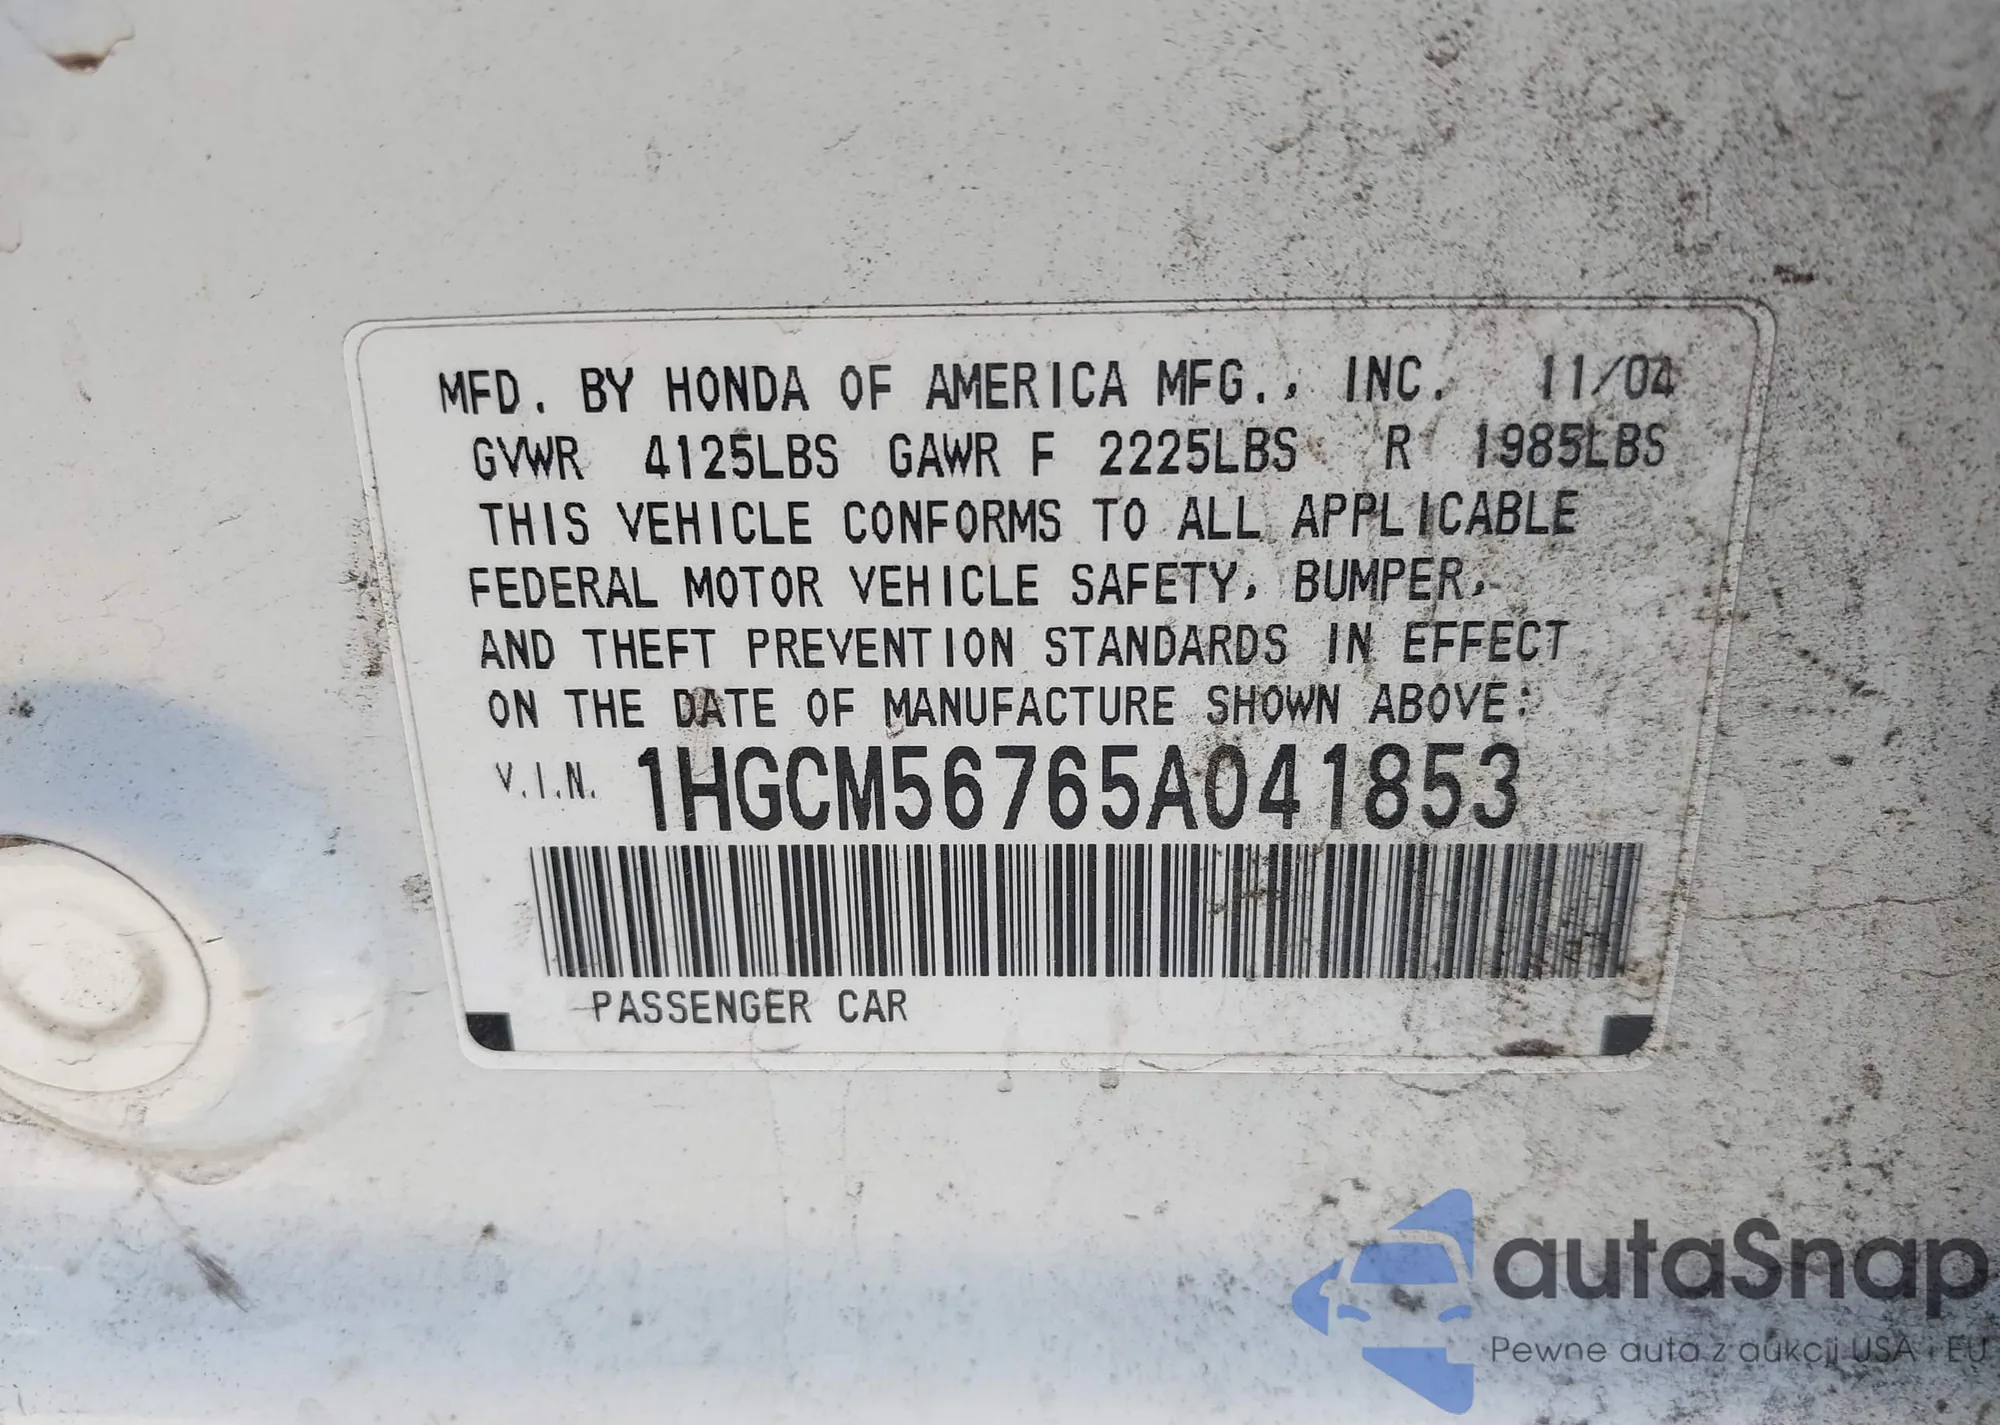 MFD. BY HONDA OF AMERICA MFG., INC. 11/04
GVWR 4125LBS GAWR F 2225LBS R 1985LBS
THIS VEHICLE CONFORMS TO ALL APPLICABLE
FEDERAL MOTOR VEHICLE SAFETY, BUMPER,
AND THEFT PREVENTION STANDARDS IN EFFECT
ON THE DATE OF MANUFACTURE SHOWN ABOVE:
V.I.N. 1HGCM56765A041853
PASSENGER CAR
autaSnap
Pewne auta z aukcji USA i EU